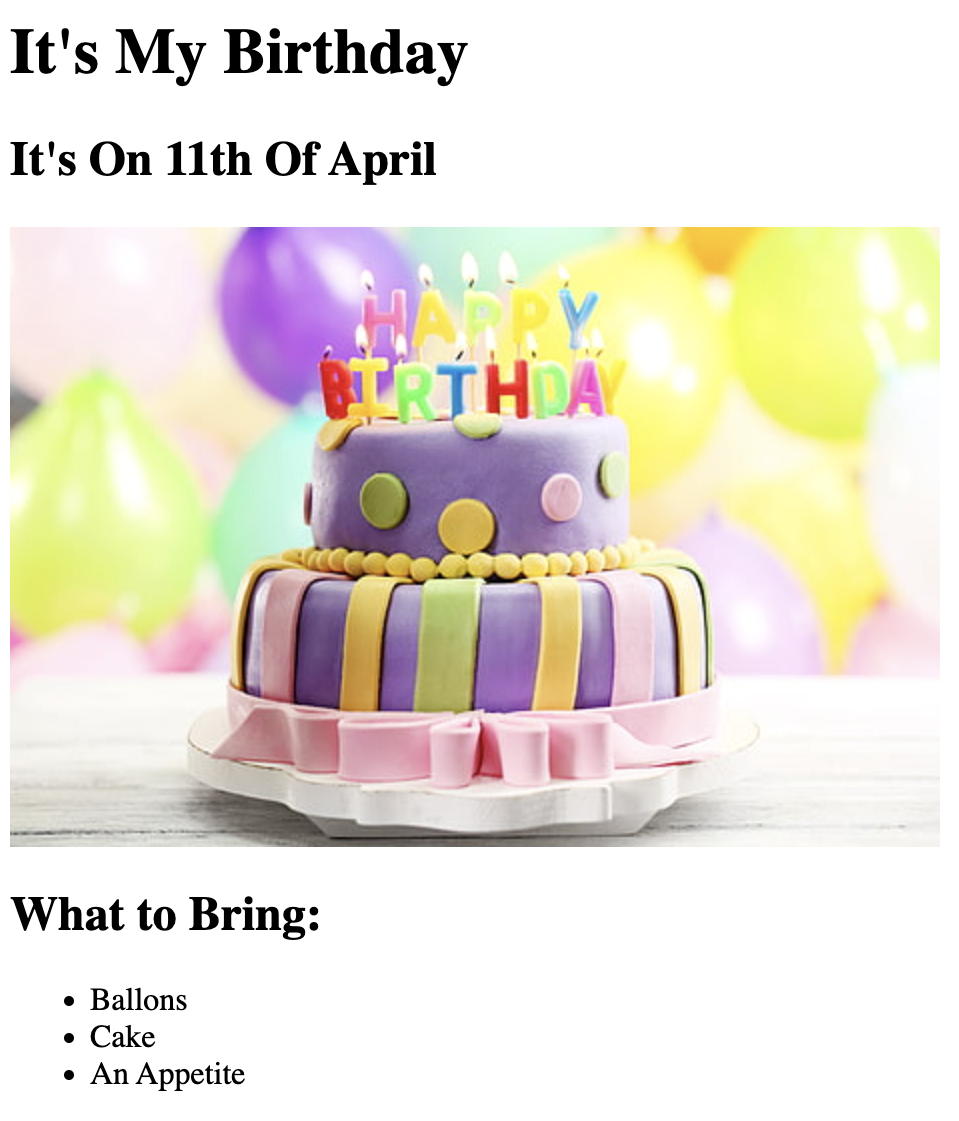 It's My Birthday
It's On 11th Of April
HAPPY
BIRTHDAY
What to Bring:
Ballons
Cake
An Appetite